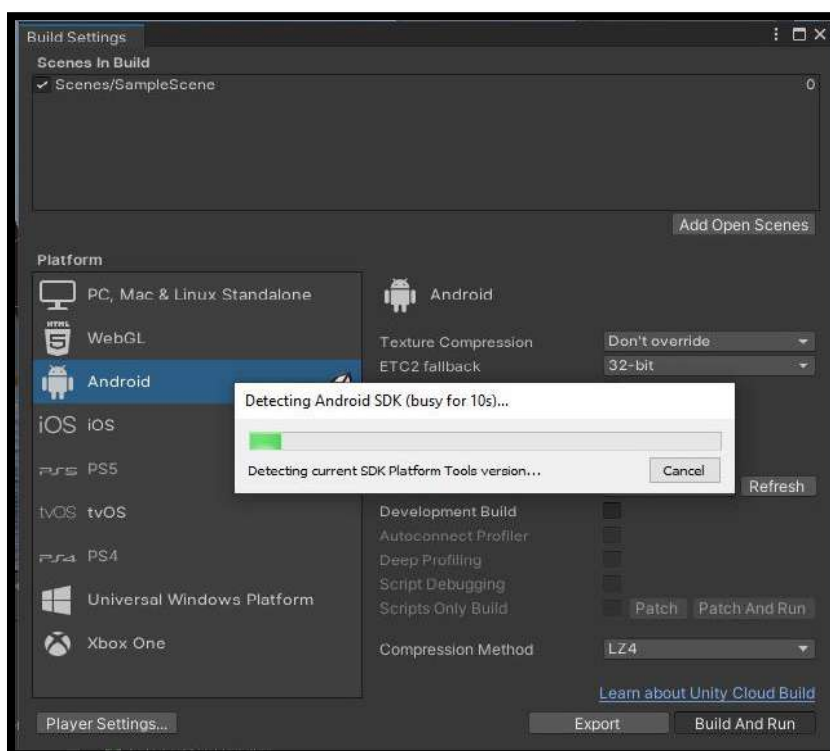 Build Settings
Scenes In Build
Scenes/SampleScene 0
Add Open Scenes
Platform
PC, Mac & Linux Standalone
HTML
5
WebGL
Android
iOS iOS
PS5 PS5
tvOS tvOS
PS4 PS4
Universal Windows Platform
Xbox One
Android
Texture Compression Don't override
ETC2 fallback 32-bit
Detecting Android SDK (busy for 10s)...
Detecting current SDK Platform Tools version... Cancel
Refresh
Development Build
Autoconnect Profiler
Deep Profiling
Script Debugging
Scripts Only Build Patch Patch And Run
Compression Method LZ4
Learn about Unity Cloud Build
Player Settings... Export Build And Run